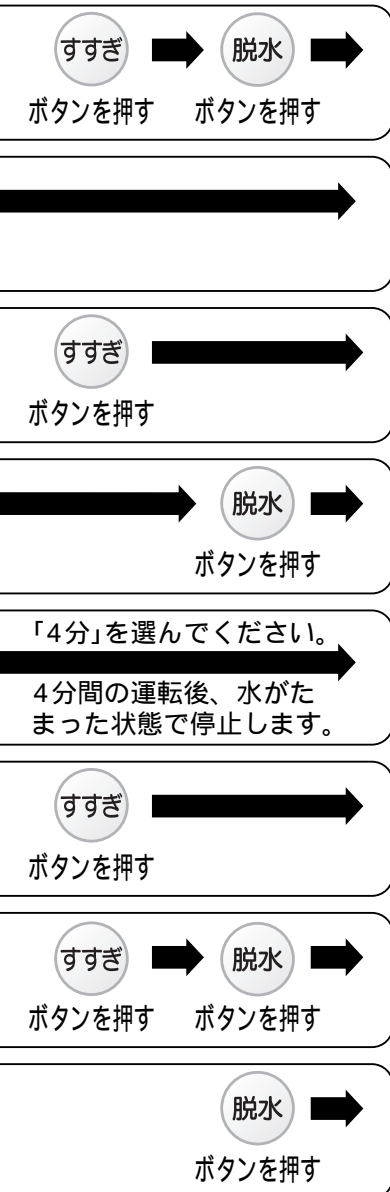 すすぎ 脱水
ボタンを押す ボタンを押す
すすぎ
ボタンを押す
脱水
ボタンを押す
「4分」を選んでください。
4分間の運転後、水がた
まった状態で停止します。
すすぎ
ボタンを押す
すすぎ 脱水
ボタンを押す ボタンを押す
脱水
ボタンを押す